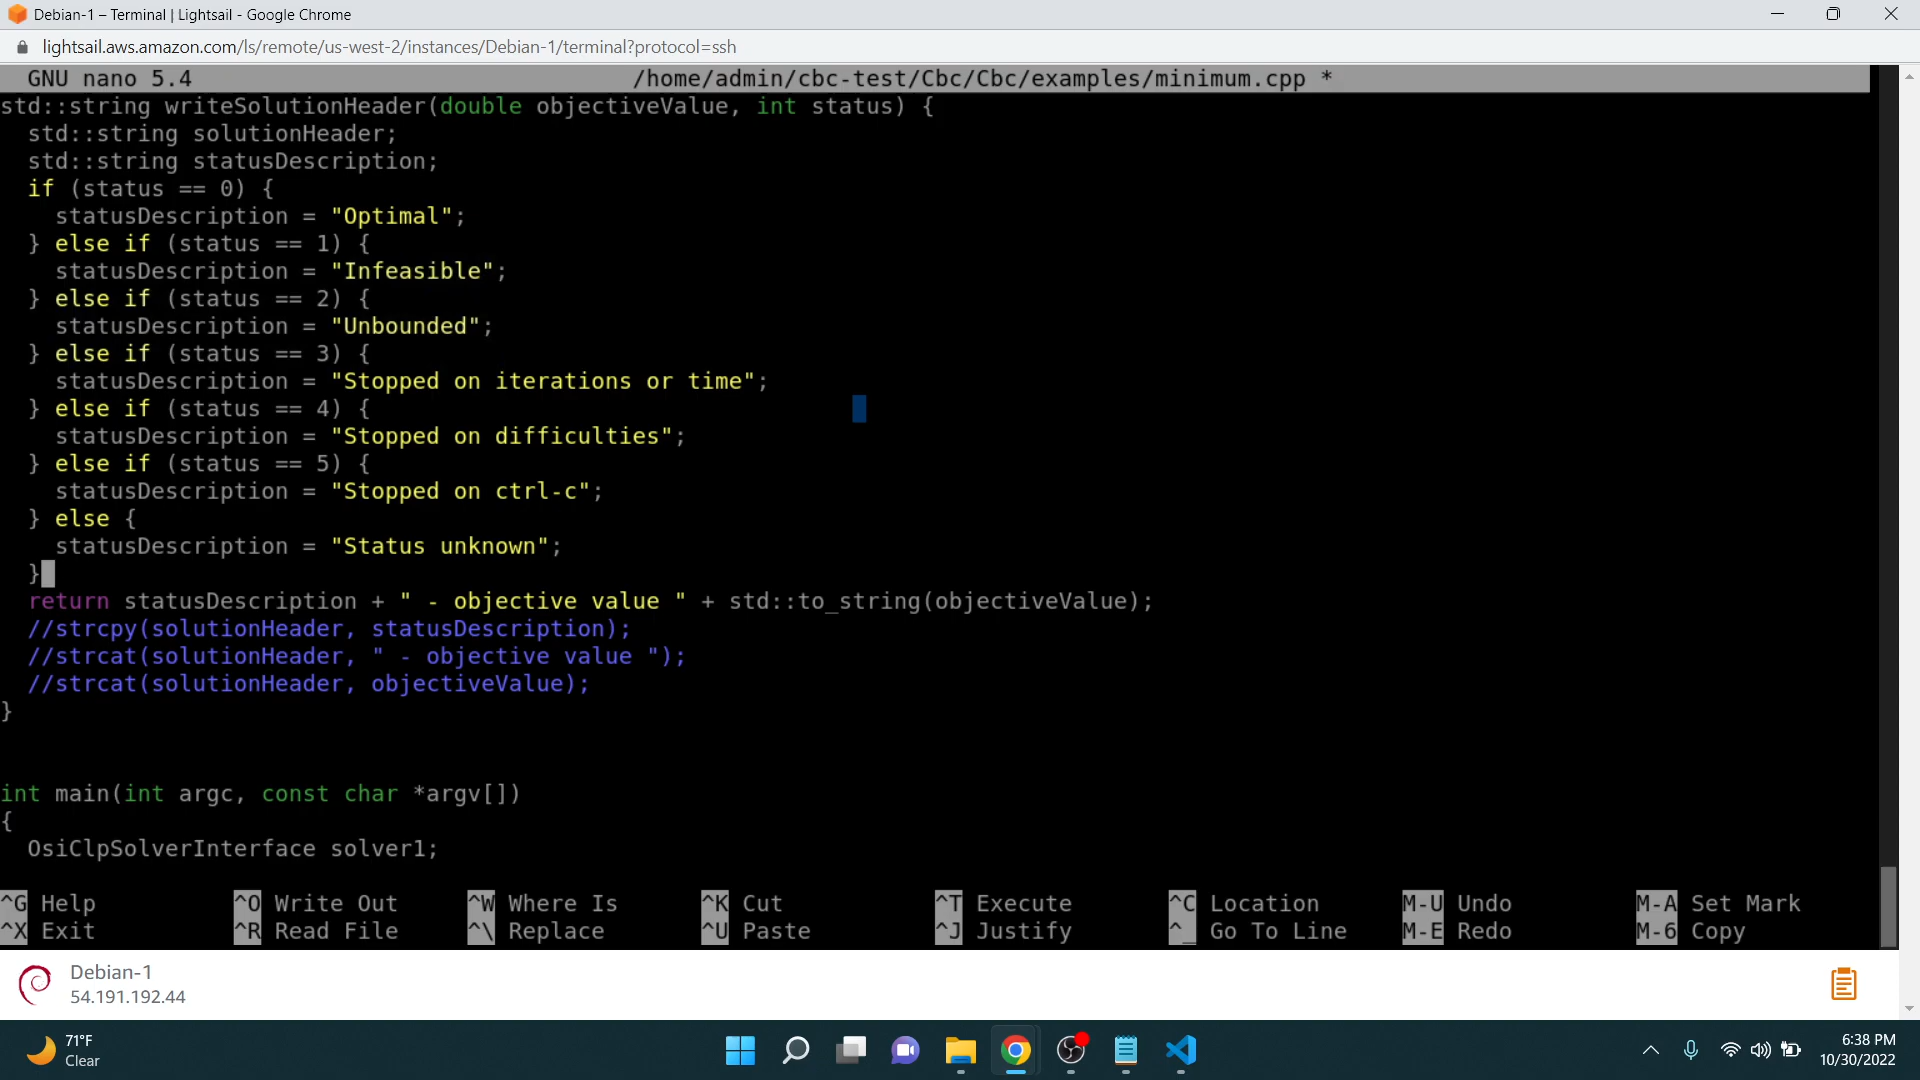 Debian-1 – Terminal | Lightsail - Google Chrome
lightsail.aws.amazon.com/ls/remote/us-west-2/instances/Debian-1/terminal?protocol=ssh
GNU nano 5.4 /home/admin/cbc-test/Cbc/Cbc/examples/minimum.cpp *
std::string writeSolutionHeader(double objectiveValue, int status) {
  std::string solutionHeader;
  std::string statusDescription;
  if (status == 0) {
    statusDescription = "Optimal";
  } else if (status == 1) {
    statusDescription = "Infeasible";
  } else if (status == 2) {
    statusDescription = "Unbounded";
  } else if (status == 3) {
    statusDescription = "Stopped on iterations or time";
  } else if (status == 4) {
    statusDescription = "Stopped on difficulties";
  } else if (status == 5) {
    statusDescription = "Stopped on ctrl-c";
  } else {
    statusDescription = "Status unknown";
  }
  return statusDescription + " - objective value " + std::to_string(objectiveValue);
  //strcpy(solutionHeader, statusDescription);
  //strcat(solutionHeader, " - objective value ");
  //strcat(solutionHeader, objectiveValue);
}
int main(int argc, const char *argv[])
{
  OsiClpSolverInterface solver1;
^G Help ^O Write Out ^W Where Is ^K Cut ^T Execute ^C Location M-U Undo M-A Set Mark
^X Exit ^R Read File ^\ Replace ^U Paste ^J Justify ^_ Go To Line M-E Redo M-6 Copy
Debian-1
54.191.192.44
71°F
Clear
6:38 PM
10/30/2022